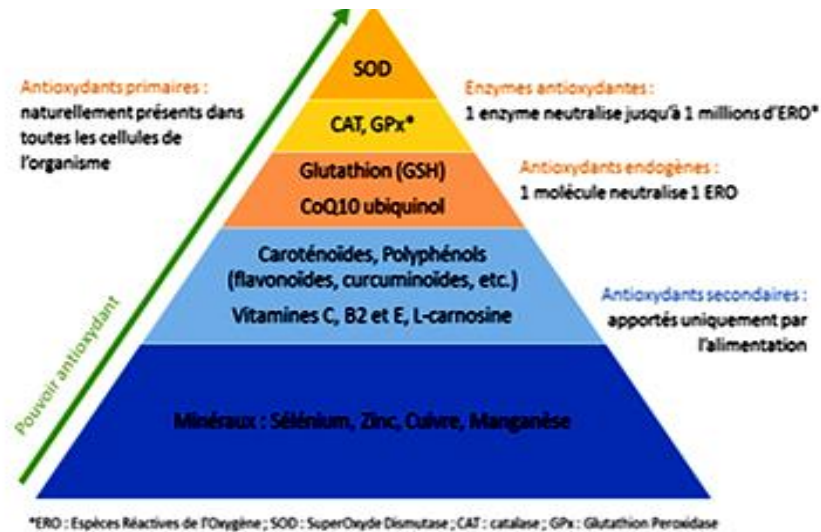 SOD
Antioxydants primaires :
naturellement présents dans
toutes les cellules de
l'organisme
Enzymes antioxydantes :
1 enzyme neutralise jusqu'à 1 millions d'ERO*
CAT, GPx*
Glutathion (GSH)
CoQ10 ubiquinol
Antioxydants endogènes :
1 molécule neutralise 1 ERO
Caroténoïdes, Polyphénols
(flavonoïdes, curcuminoïdes, etc.)
Vitamines C, B2 et E, L-carnosine
Antioxydants secondaires :
apportés uniquement par
l'alimentation
Pouvoir antioxydant
Minéraux : Sélénium, Zinc, Cuivre, Manganèse
*ERO : Espèces Réactives de l'Oxygène ; SOD : SuperOxyde Dismutase ; CAT : catalase ; GPx : Glutathion Peroxidase